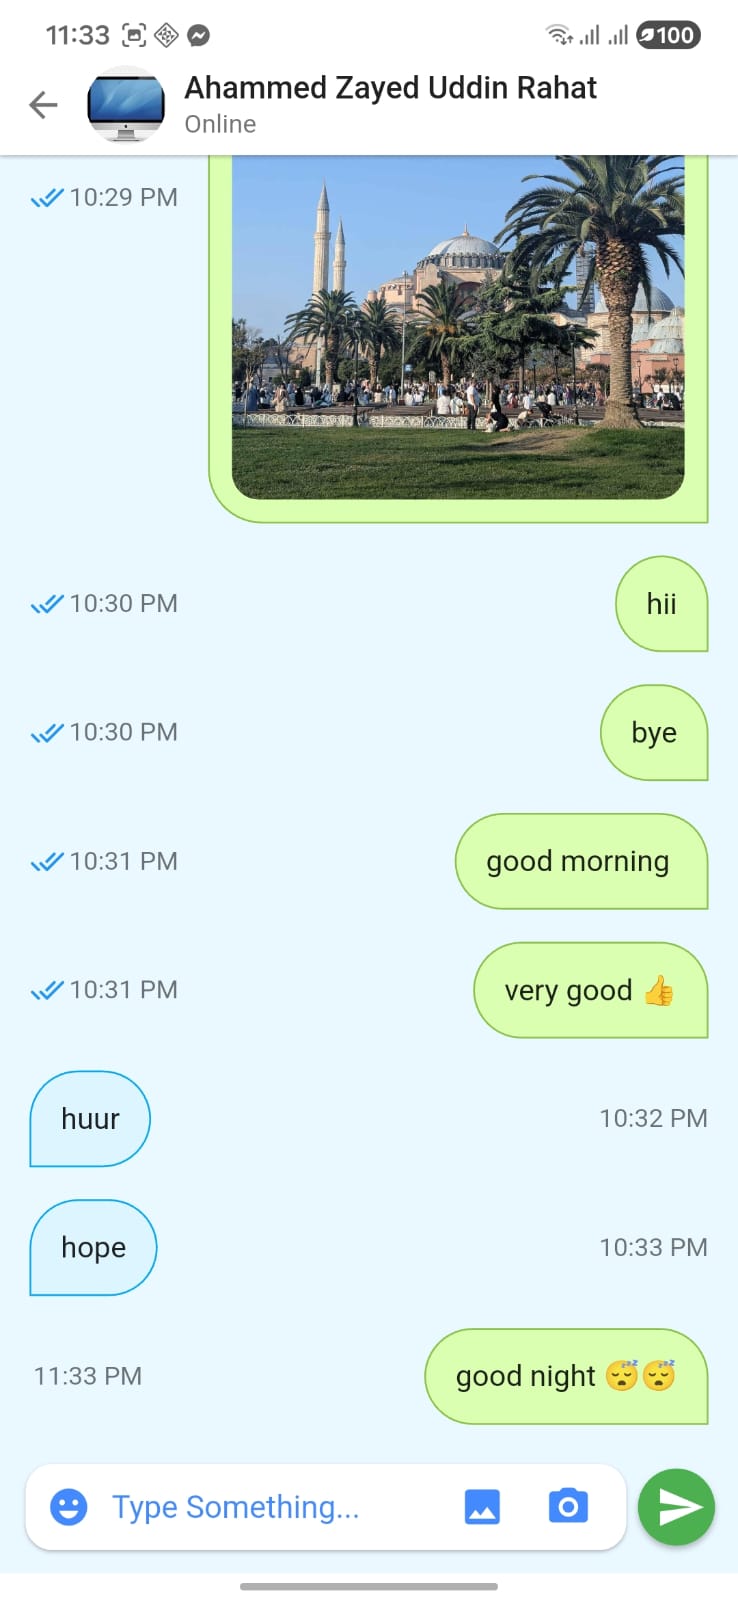 11:33
100
Ahammed Zayed Uddin Rahat
Online
10:29 PM
10:30 PM
hii
10:30 PM
bye
10:31 PM
good morning
10:31 PM
very good 👍
huur
10:32 PM
hope
10:33 PM
11:33 PM
good night 😴😴
Type Something...